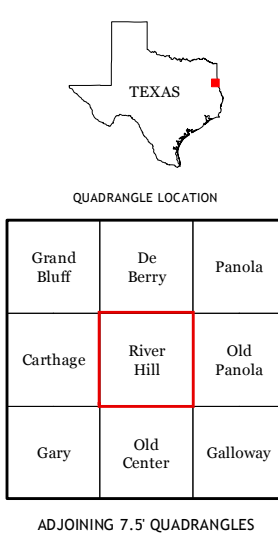 TEXAS
QUADRANGLE LOCATION
Grand
Bluff
De
Berry
Panola
Carthage
River
Hill
Old
Panola
Gary
Old
Center
Galloway
ADJOINING 7.5' QUADRANGLES